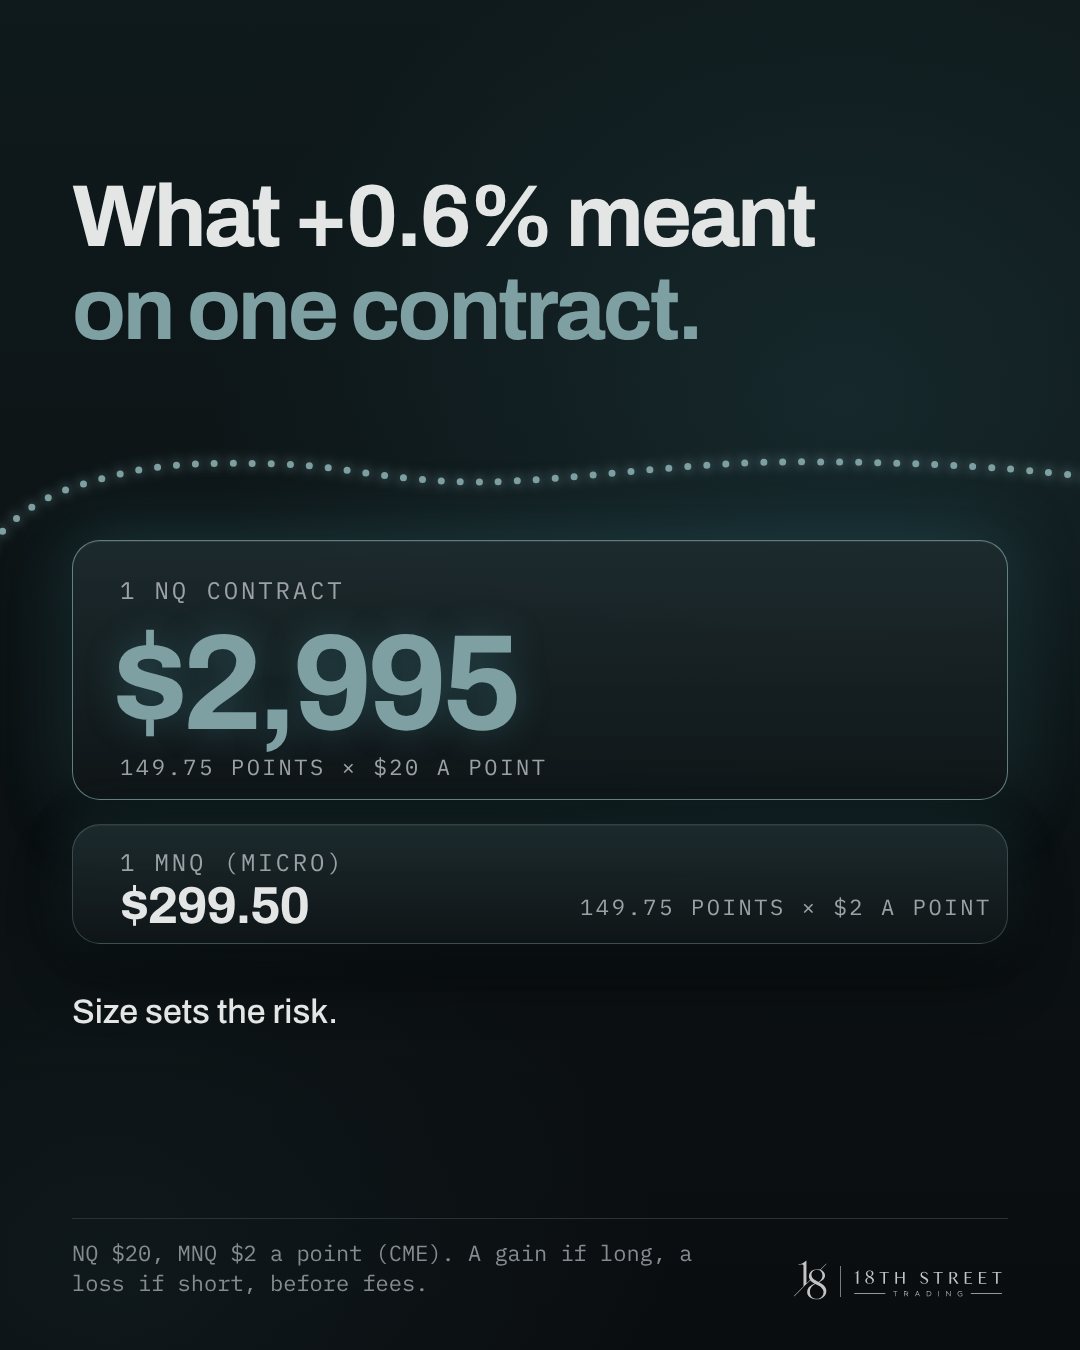 What +0.6% meant
on one contract.
1 NQ CONTRACT
$2,995
149.75 POINTS × $20 A POINT
1 MNQ (MICRO)
$299.50
149.75 POINTS × $2 A POINT
Size sets the risk.
NQ $20, MNQ $2 a point (CME). A gain if long, a
loss if short, before fees.
18 | 18TH STREET
TRADING